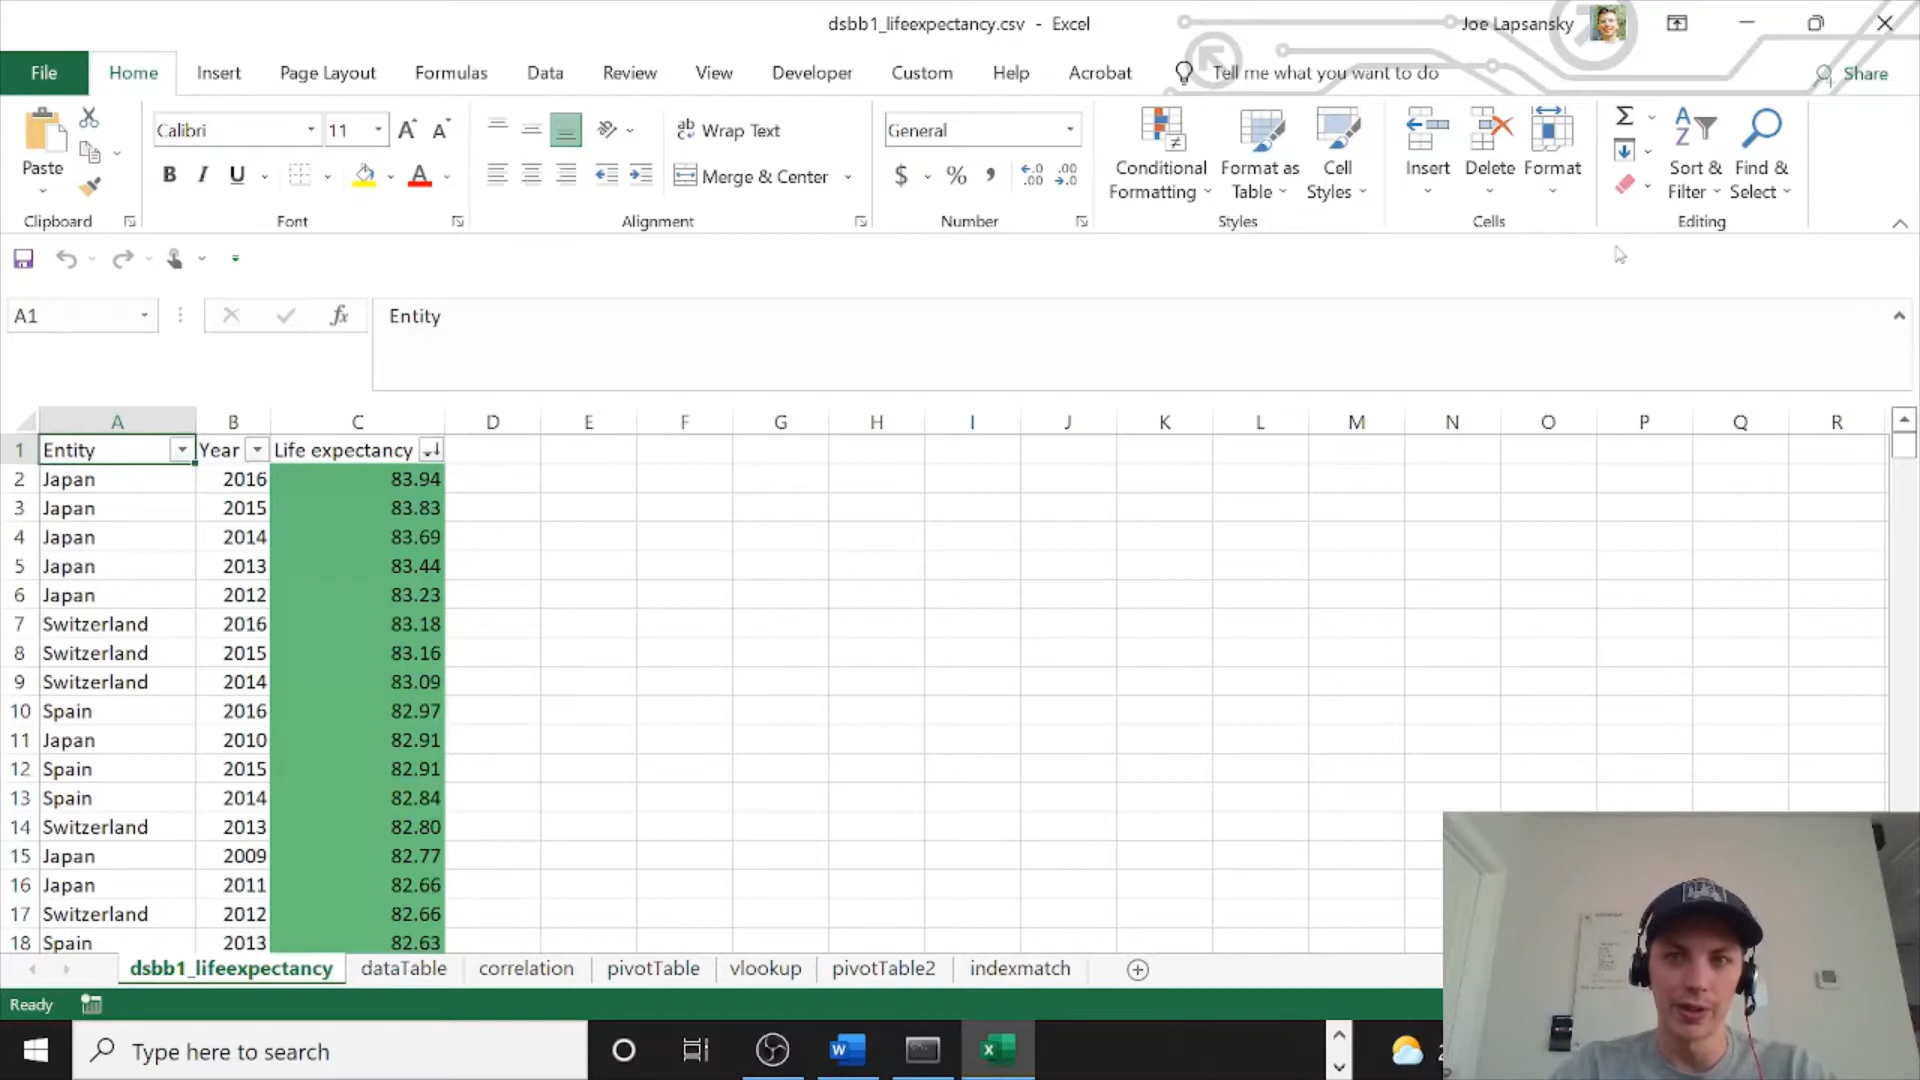 dsbb1_lifeexpectancy.csv - Excel
Joe Lapsansky
File Home Insert Page Layout Formulas Data Review View Developer Custom Help Acrobat Tell me what you want to do Share
Paste
Clipboard
Calibri 11
B I U A
Font
ab Wrap Text
Merge & Center
Alignment
General
$ % ,
Number
Conditional Formatting
Format as Table
Cell Styles
Styles
Insert Delete Format
Cells
Sort & Filter
Find & Select
Editing
A1 fx Entity
A B C D E F G H I J K L M N O P Q R
1 Entity Year Life expectancy
2 Japan 2016 83.94
3 Japan 2015 83.83
4 Japan 2014 83.69
5 Japan 2013 83.44
6 Japan 2012 83.23
7 Switzerland 2016 83.18
8 Switzerland 2015 83.16
9 Switzerland 2014 83.09
10 Spain 2016 82.97
11 Japan 2010 82.91
12 Spain 2015 82.91
13 Spain 2014 82.84
14 Switzerland 2013 82.80
15 Japan 2009 82.77
16 Japan 2011 82.66
17 Switzerland 2012 82.66
18 Spain 2013 82.63
dsbb1_lifeexpectancy dataTable correlation pivotTable vlookup pivotTable2 indexmatch
Ready
Type here to search